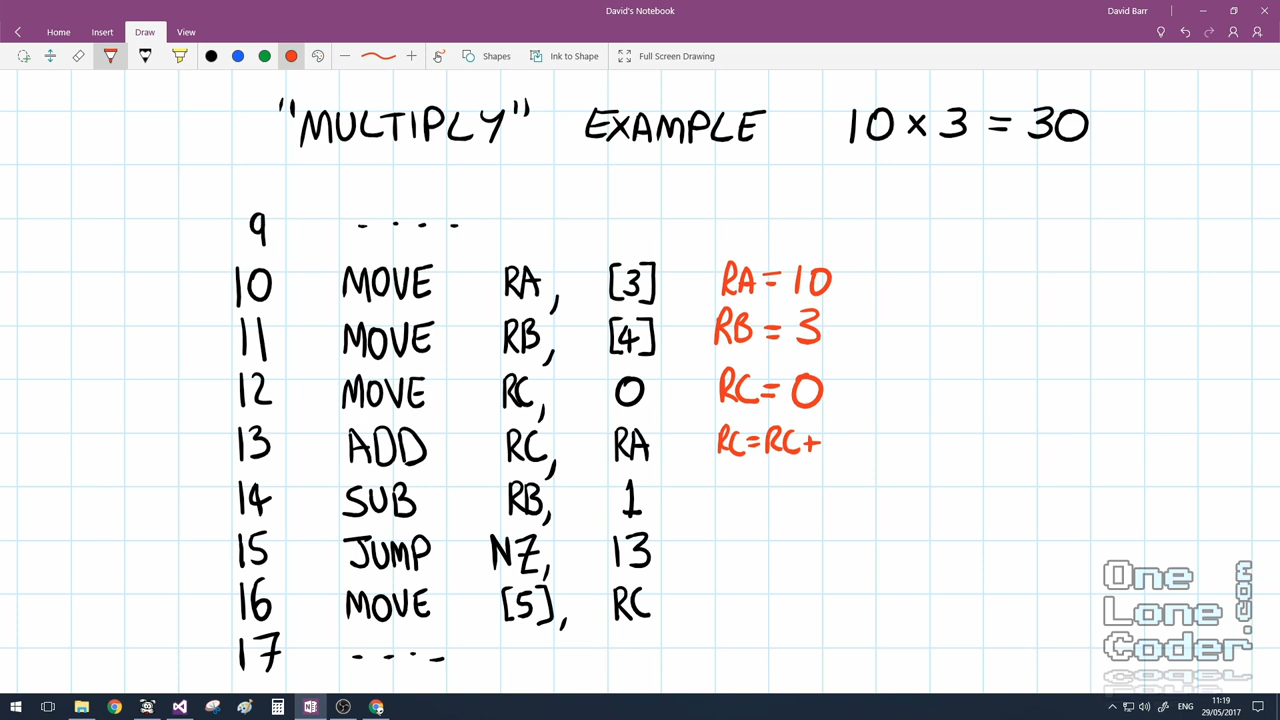 David's Notebook
David Barr
Home Insert Draw View
Shapes Ink to Shape Full Screen Drawing
"MULTIPLY" EXAMPLE 10 × 3 = 30
9 - - - -
10 MOVE RA, [3] RA = 10
11 MOVE RB, [4] RB = 3
12 MOVE RC, 0 RC = 0
13 ADD RC, RA RC=RC+
14 SUB RB, 1
15 JUMP NZ, 13
16 MOVE [5], RC
17 - - - -
One
Lone
Coder.com
ENG 11:19
29/05/2017